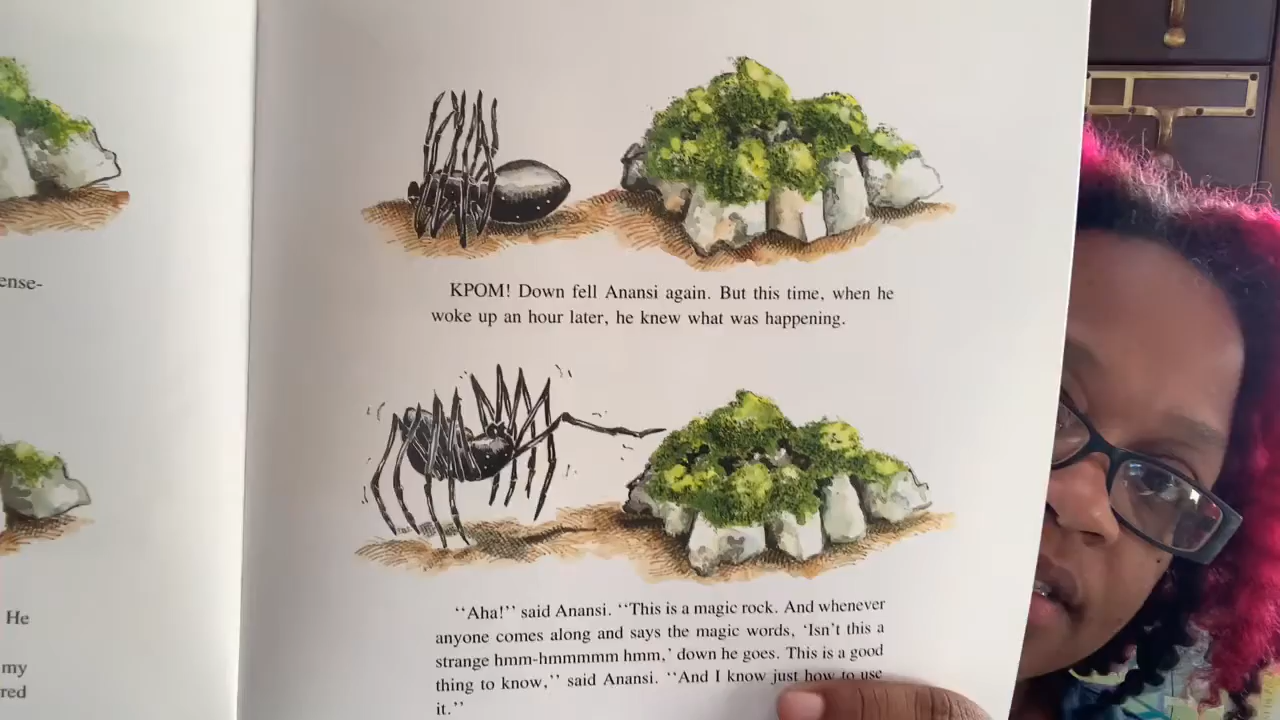 ense-
He
my
red
KPOM! Down fell Anansi again. But this time, when he
woke up an hour later, he knew what was happening.
‘‘Aha!’’ said Anansi. ‘‘This is a magic rock. And whenever
anyone comes along and says the magic words, ‘Isn’t this a
strange hmm-hmmmmm hmm,’ down he goes. This is a good
thing to know,’’ said Anansi. ‘‘And I know just how to use
it.’’